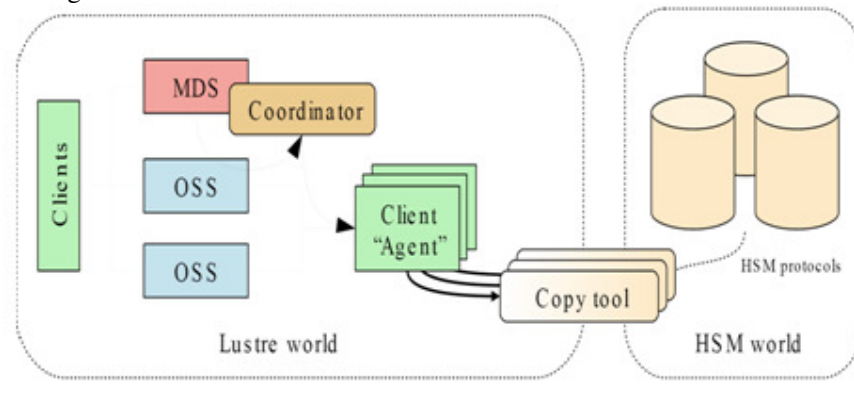 MDS
Coordinator
Clients
OSS
OSS
Client
“Agent”
Copy tool
HSM protocols
Lustre world
HSM world